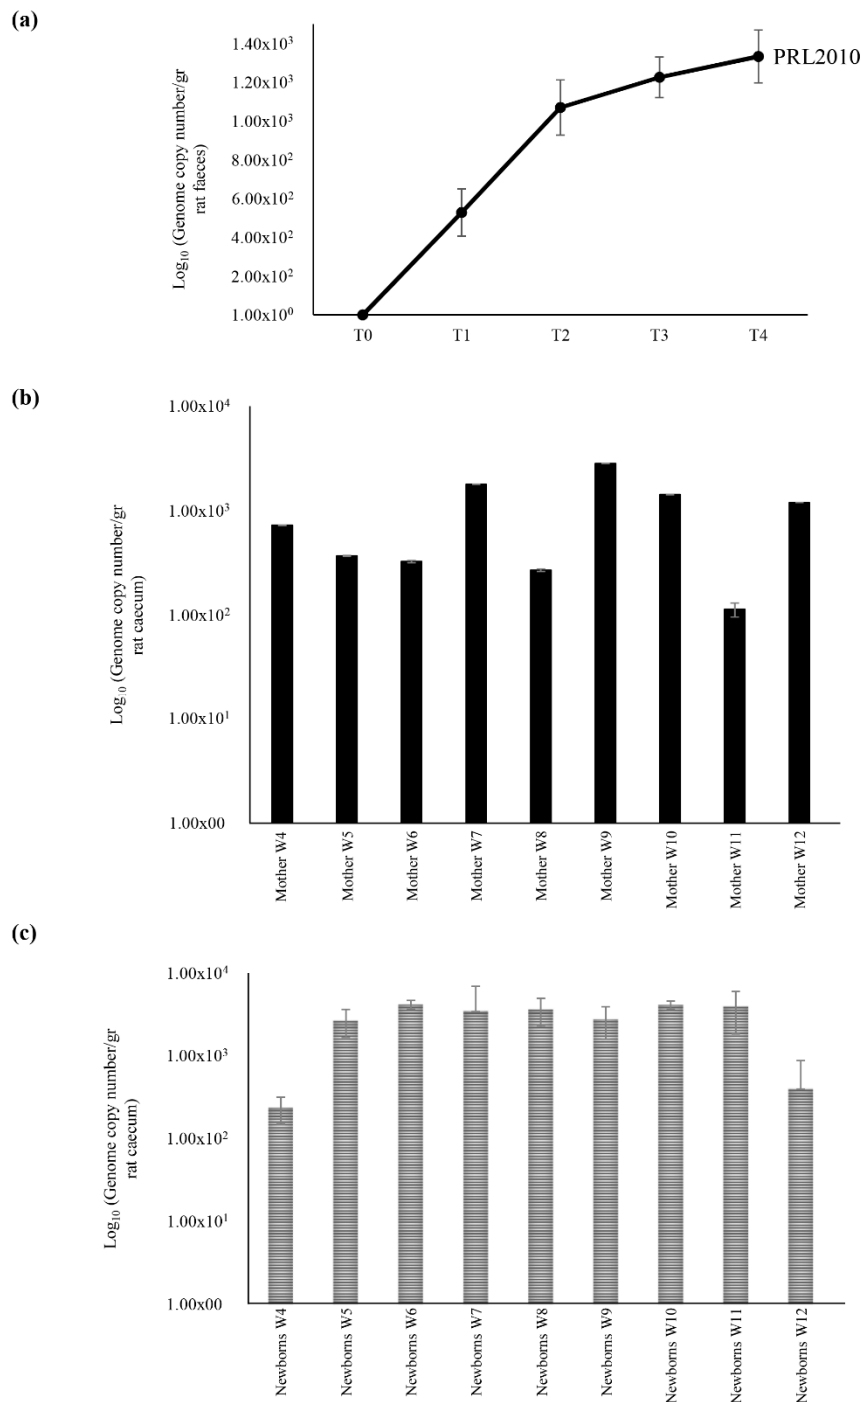 (a)
Log₁₀ (Genome copy number/gr
rat faeces)
1.40x10³
1.20x10³
1.00x10³
8.00x10²
6.00x10²
4.00x10²
2.00x10²
1.00x10⁰
PRL2010
T0 T1 T2 T3 T4
(b)
Log₁₀ (Genome copy number/gr
rat caecum)
1.00x10⁴
1.00x10³
1.00x10²
1.00x10¹
1.00x00
Mother W4
Mother W5
Mother W6
Mother W7
Mother W8
Mother W9
Mother W10
Mother W11
Mother W12
(c)
Log₁₀ (Genome copy number/gr
rat caecum)
1.00x10⁴
1.00x10³
1.00x10²
1.00x10¹
1.00x00
Newborns W4
Newborns W5
Newborns W6
Newborns W7
Newborns W8
Newborns W9
Newborns W10
Newborns W11
Newborns W12